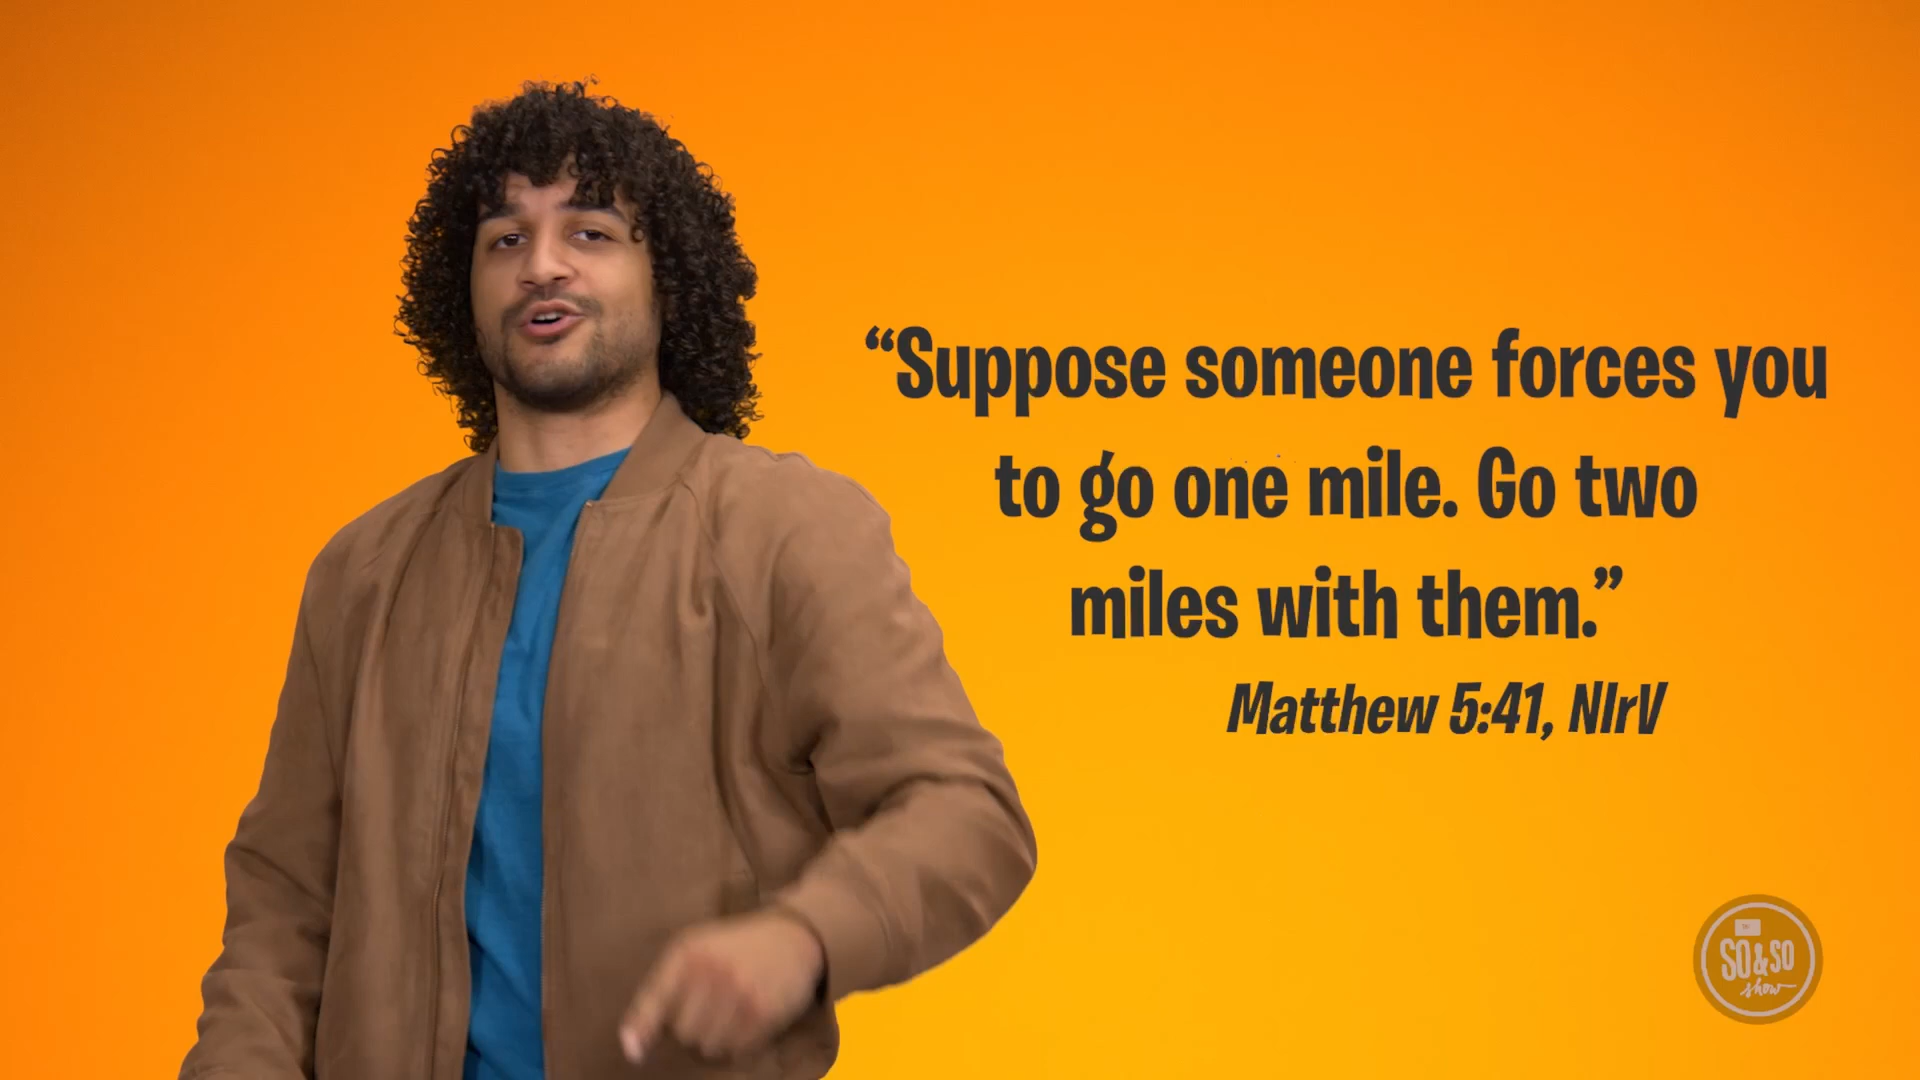 “Suppose someone forces you
to go one mile. Go two
miles with them.”
Matthew 5:41, NIrV
SO & SO
show